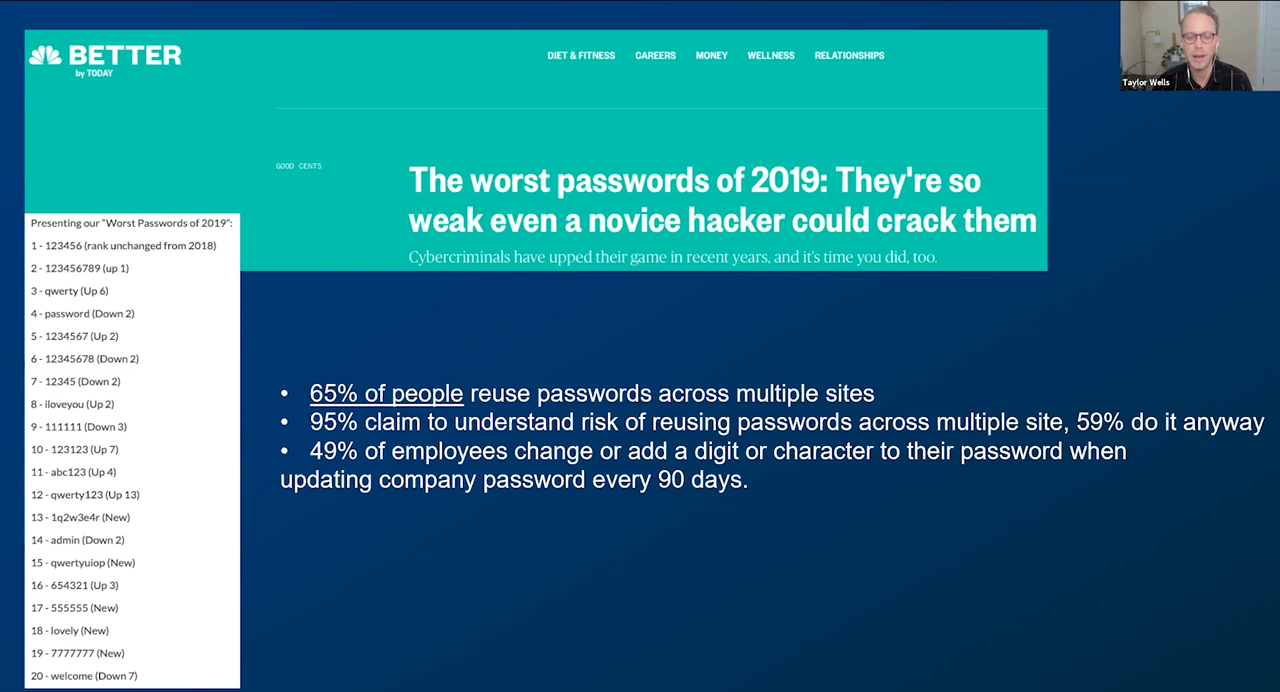 BETTER
by TODAY
DIET & FITNESS CAREERS MONEY WELLNESS RELATIONSHIPS
Taylor Wells
GOOD CENTS
The worst passwords of 2019: They're so
weak even a novice hacker could crack them
Cybercriminals have upped their game in recent years, and it's time you did, too.
Presenting our "Worst Passwords of 2019":
1 - 123456 (rank unchanged from 2018)
2 - 123456789 (up 1)
3 - qwerty (Up 6)
4 - password (Down 2)
5 - 1234567 (Up 2)
6 - 12345678 (Down 2)
7 - 12345 (Down 2)
8 - iloveyou (Up 2)
9 - 111111 (Down 3)
10 - 123123 (Up 7)
11 - abc123 (Up 4)
12 - qwerty123 (Up 13)
13 - 1q2w3e4r (New)
14 - admin (Down 2)
15 - qwertyuiop (New)
16 - 654321 (Up 3)
17 - 555555 (New)
18 - lovely (New)
19 - 7777777 (New)
20 - welcome (Down 7)
• 65% of people reuse passwords across multiple sites
• 95% claim to understand risk of reusing passwords across multiple site, 59% do it anyway
• 49% of employees change or add a digit or character to their password when
updating company password every 90 days.